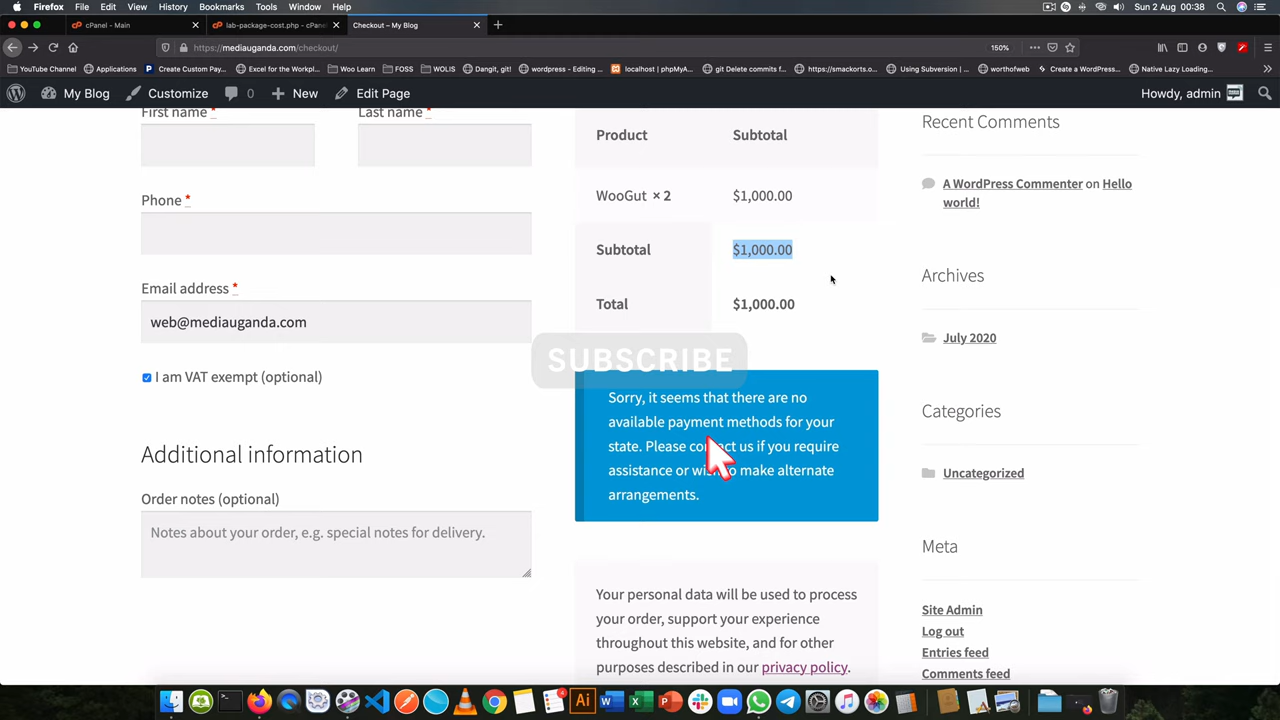 Firefox File Edit View History Bookmarks Tools Window Help Sun 2 Aug 00:38
cPanel - Main
lab-package-cost.php - cPanel
Checkout – My Blog
https://mediauganda.com/checkout/
150%
YouTube Channel Applications Create Custom Pay... Excel for the Workplac... Woo Learn FOSS WOLIS Dangit, git! wordpress - Editing ... localhost | phpMyA... git Delete commits f... https://smackorts.o... Using Subversion |... worthofweb Create a WordPress... Native Lazy Loading...
My Blog Customize 0 New Edit Page Howdy, admin
First name *
Last name *
Phone *
Email address *
web@mediauganda.com
I am VAT exempt (optional)
Additional information
Order notes (optional)
Notes about your order, e.g. special notes for delivery.
Product Subtotal
WooGut × 2 $1,000.00
Subtotal $1,000.00
Total $1,000.00
SUBSCRIBE
Sorry, it seems that there are no
available payment methods for your
state. Please contact us if you require
assistance or wish to make alternate
arrangements.
Your personal data will be used to process
your order, support your experience
throughout this website, and for other
purposes described in our privacy policy.
Recent Comments
A WordPress Commenter on Hello
world!
Archives
July 2020
Categories
Uncategorized
Meta
Site Admin
Log out
Entries feed
Comments feed